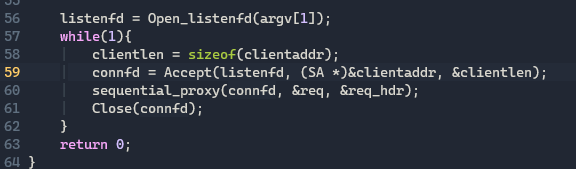 56 listenfd = Open_listenfd(argv[1]);
57 while(1){
58 clientlen = sizeof(clientaddr);
59 connfd = Accept(listenfd, (SA *)&clientaddr, &clientlen);
60 sequential_proxy(connfd, &req, &req_hdr);
61 Close(connfd);
62 }
63 return 0;
64 }